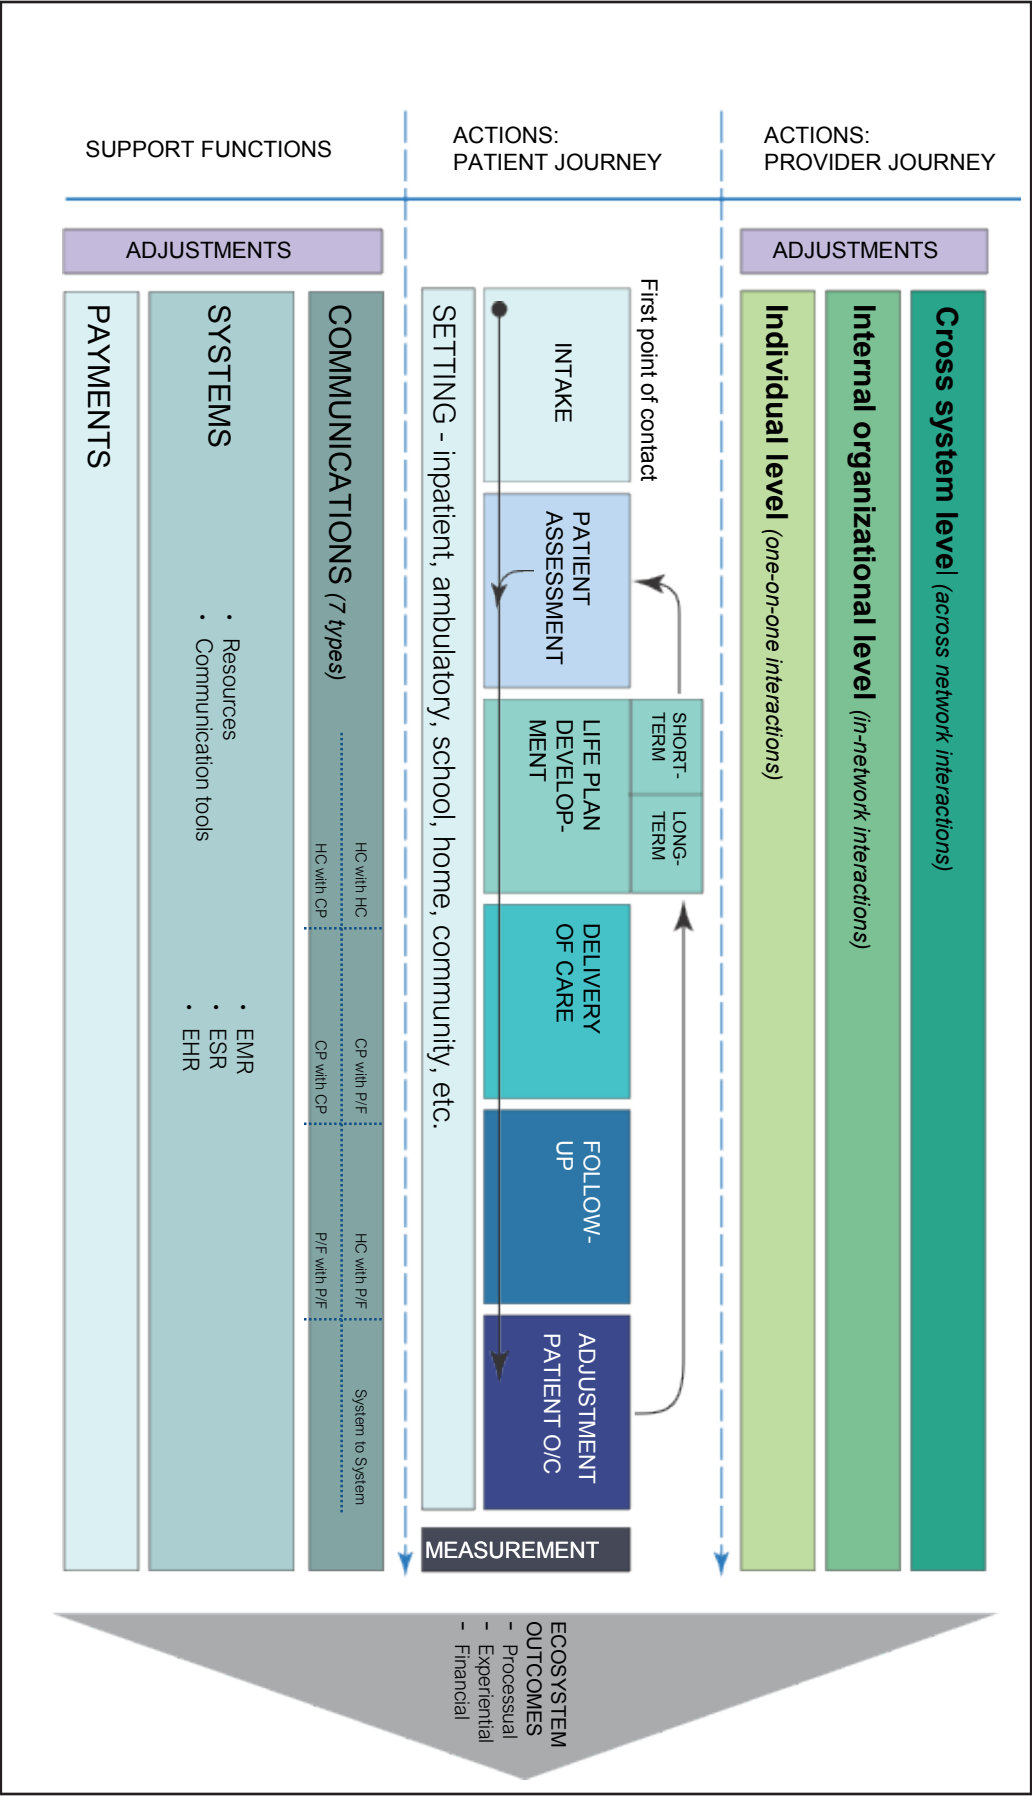 SUPPORT FUNCTIONS
ACTIONS:
PATIENT JOURNEY
ACTIONS:
PROVIDER JOURNEY
ADJUSTMENTS
ADJUSTMENTS
Cross system level (across network interactions)
Internal organizational level (in-network interactions)
Individual level (one-on-one interactions)
First point of contact
INTAKE
PATIENT
ASSESSMENT
SHORT-
TERM
LONG-
TERM
LIFE PLAN
DEVELOP-
MENT
DELIVERY
OF CARE
FOLLOW-
UP
ADJUSTMENT
PATIENT O/C
SETTING - inpatient, ambulatory, school, home, community, etc.
MEASUREMENT
COMMUNICATIONS (7 types)
HC with HC
HC with CP
CP with P/F
CP with CP
HC with P/F
P/F with P/F
System to System
SYSTEMS
• Resources
• Communication tools
• EMR
• ESR
• EHR
PAYMENTS
ECOSYSTEM
OUTCOMES
- Processual
- Experiential
- Financial